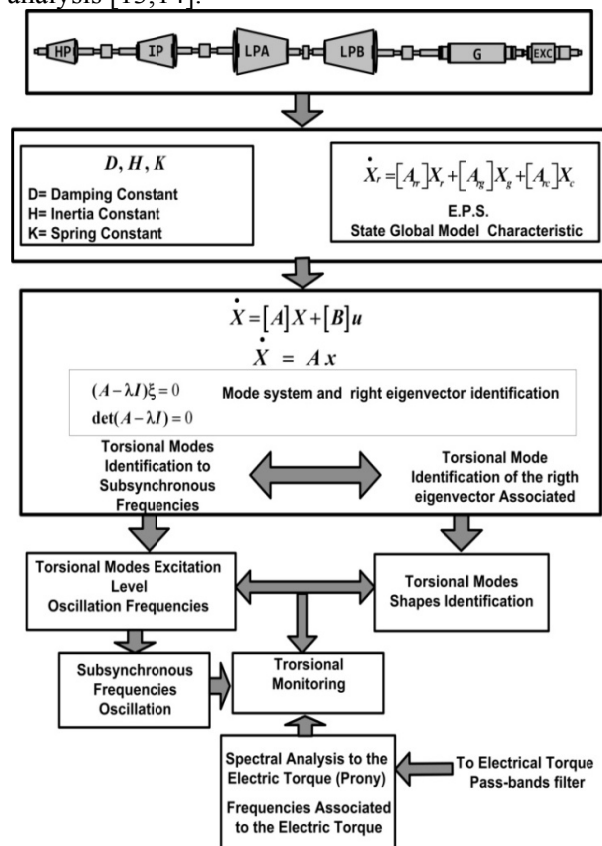 analysis [13,14].
HP IP LPA LPB G EXC
D, H, K
D= Damping Constant
H= Inertia Constant
K= Spring Constant
Ẋr = [Arr]Xr + [Arg]Xg + [Arc]Xc
E.P.S.
State Global Model Characteristic
Ẋ = [A]X + [B]u
Ẋ = A x
(A − λI)ξ = 0
det(A − λI) = 0
Mode system and right eigenvector identification
Torsional Modes
Identification to
Subsynchronous
Frequencies
Torsional Mode
Identification of the rigth
eigenvector Associated
Torsional Modes Excitation
Level
Oscillation Frequencies
Torsional Modes
Shapes Identification
Subsynchronous
Frequencies
Oscillation
Trorsional
Monitoring
Spectral Analysis to the
Electric Torque (Prony)
Frequencies Associated
to the Electric Torque
To Electrical Torque
Pass-bands filter